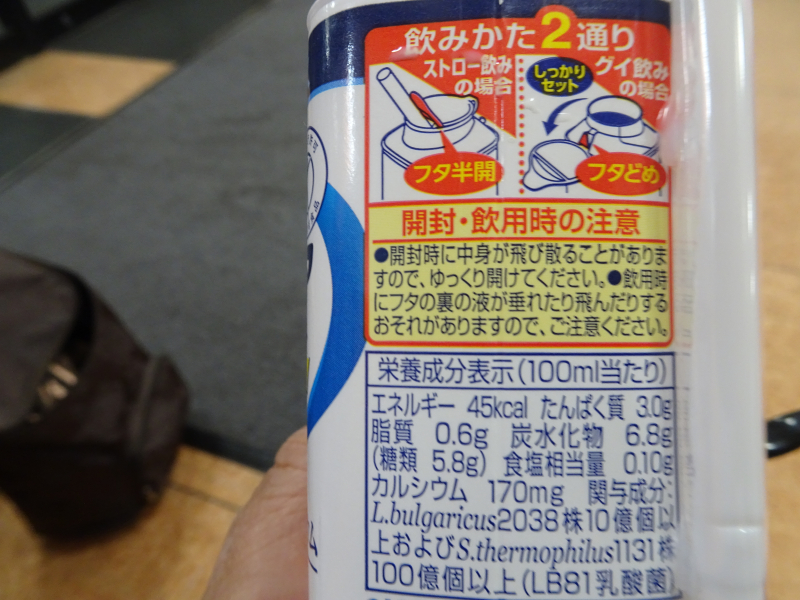 飲みかた2通り
ストロー飲み
の場合
フタ半開
しっかり
セット
グイ飲み
の場合
フタどめ
開封・飲用時の注意
●開封時に中身が飛び散ることがありま
すので、ゆっくり開けてください。●飲用時
にフタの裏の液が垂れたり飛んだりする
おそれがありますので、ご注意ください。
栄養成分表示(100ml当たり)
エネルギー 45kcal たんぱく質 3.0g
脂質 0.6g 炭水化物 6.8g
(糖類 5.8g) 食塩相当量 0.10g
カルシウム 170mg 関与成分:
L.bulgaricus2038株10億個以
上およびS.thermophilus1131株
100億個以上(LB81乳酸菌)